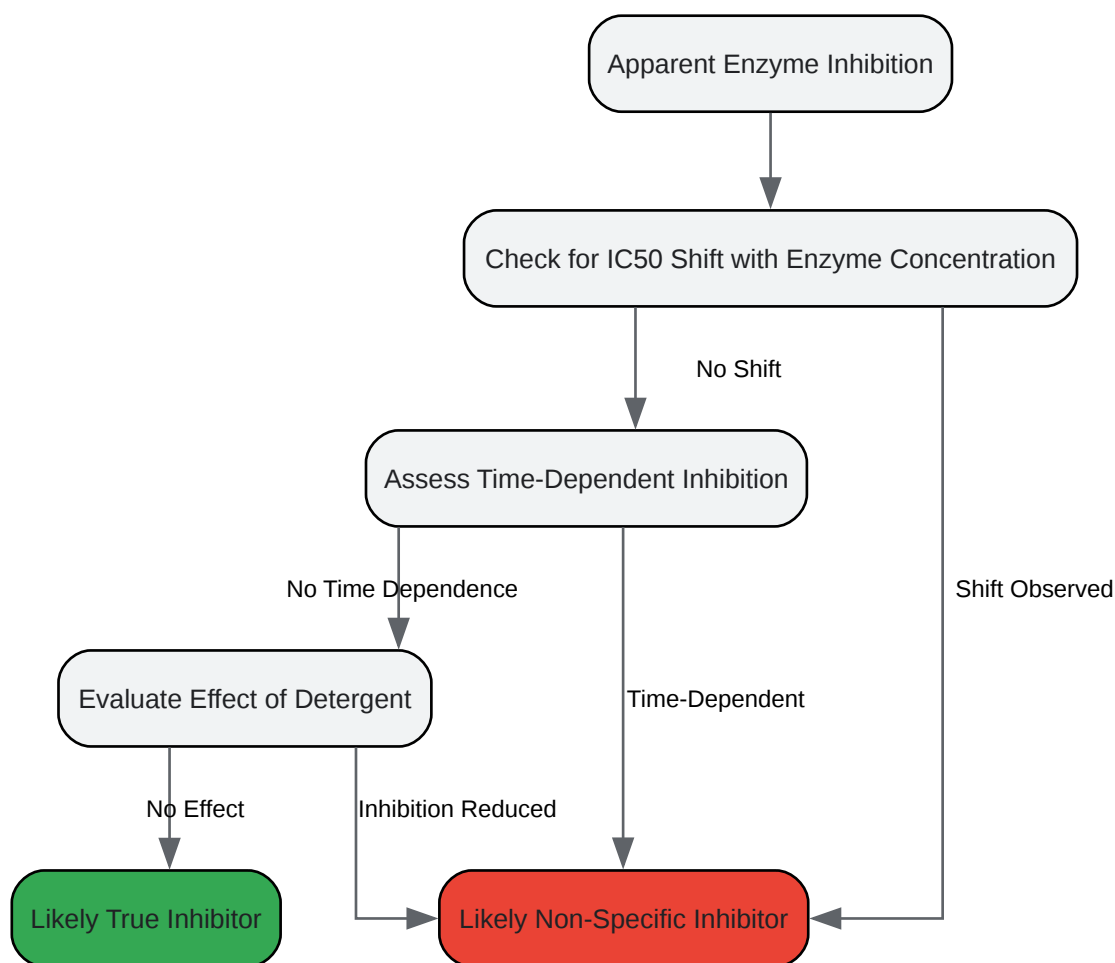 Apparent Enzyme Inhibition
Check for IC50 Shift with Enzyme Concentration
No Shift
Assess Time-Dependent Inhibition
No Time Dependence
Shift Observed
Evaluate Effect of Detergent
Time-Dependent
No Effect
Inhibition Reduced
Likely True Inhibitor
Likely Non-Specific Inhibitor